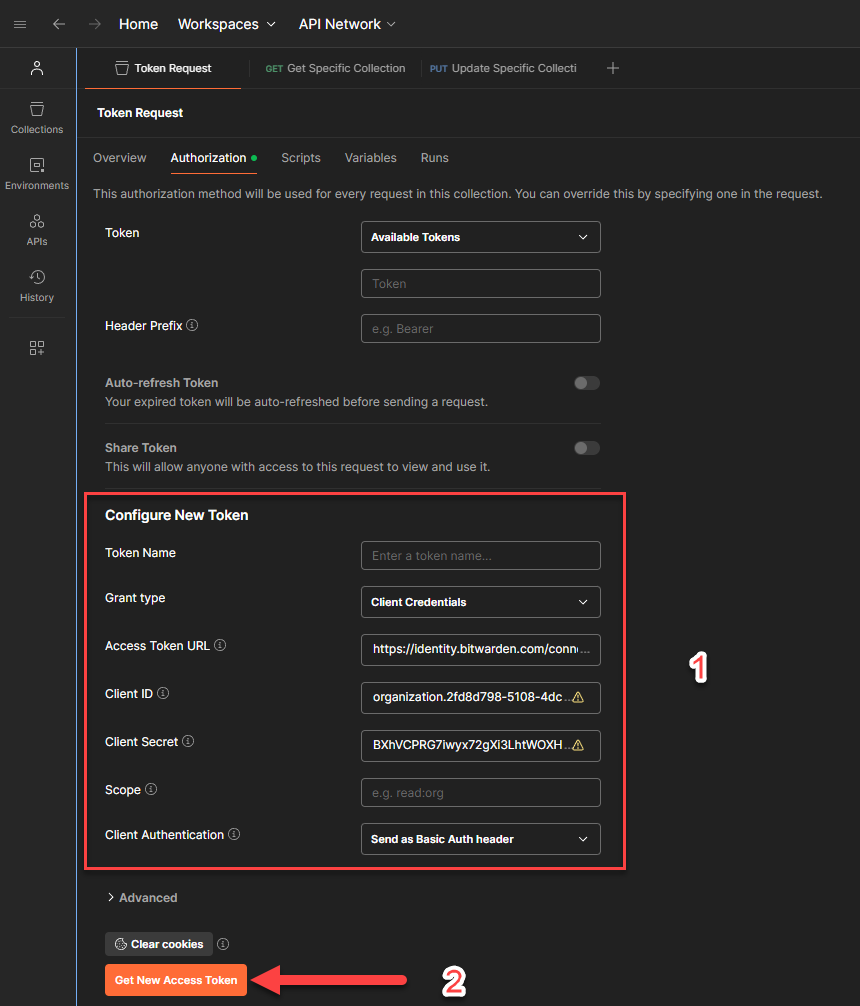 Home Workspaces API Network
Token Request GET Get Specific Collection PUT Update Specific Collecti
Collections
Environments
APIs
History
Token Request
Overview Authorization Scripts Variables Runs
This authorization method will be used for every request in this collection. You can override this by specifying one in the request.
Token Available Tokens
Token
Header Prefix e.g. Bearer
Auto-refresh Token
Your expired token will be auto-refreshed before sending a request.
Share Token
This will allow anyone with access to this request to view and use it.
Configure New Token
Token Name Enter a token name...
Grant type Client Credentials
Access Token URL https://identity.bitwarden.com/conn...
1
Client ID organization.2fd8d798-5108-4dc...
Client Secret BXhVCPRG7iwyx72gXi3LhtWOXH...
Scope e.g. read:org
Client Authentication Send as Basic Auth header
Advanced
Clear cookies
Get New Access Token 2